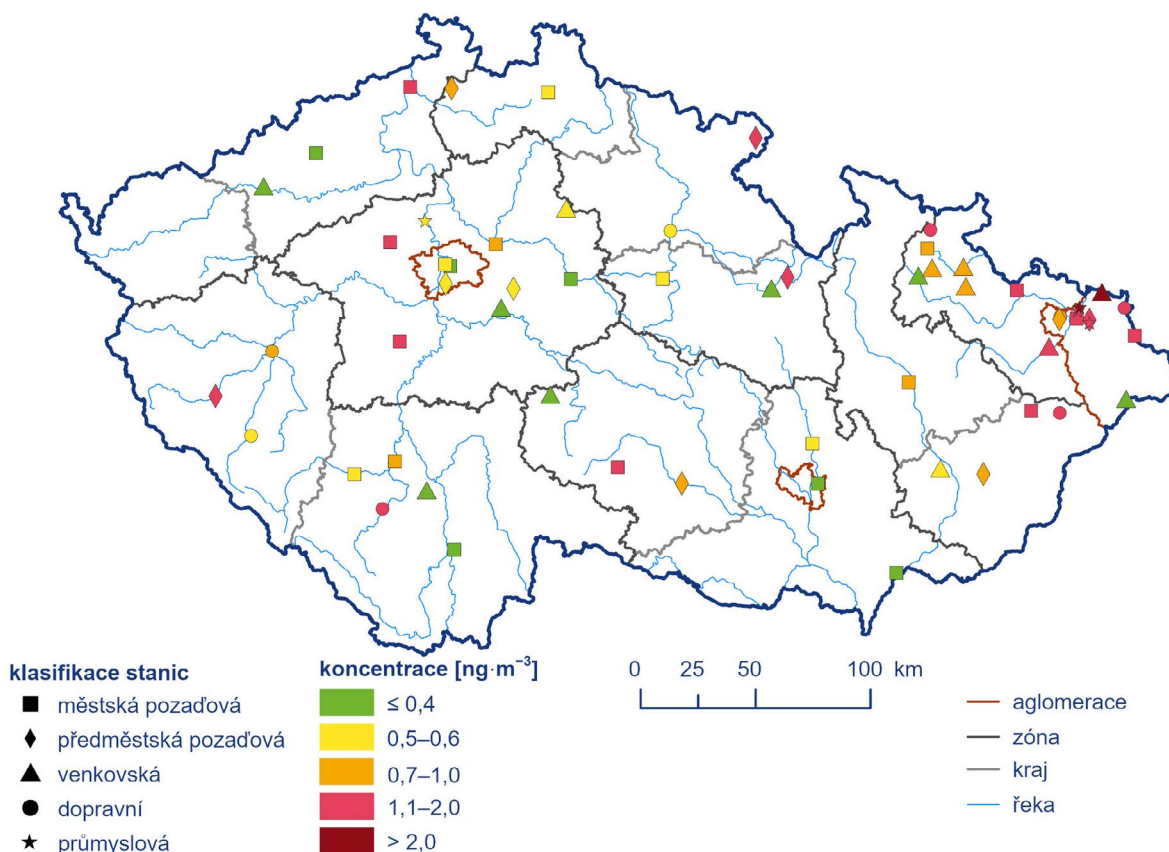 klasifikace stanic
městská pozaďová
předměstská pozaďová
venkovská
dopravní
průmyslová
koncentrace [ng·m⁻³]
≤ 0,4
0,5–0,6
0,7–1,0
1,1–2,0
> 2,0
0 25 50 100 km
aglomerace
zóna
kraj
řeka